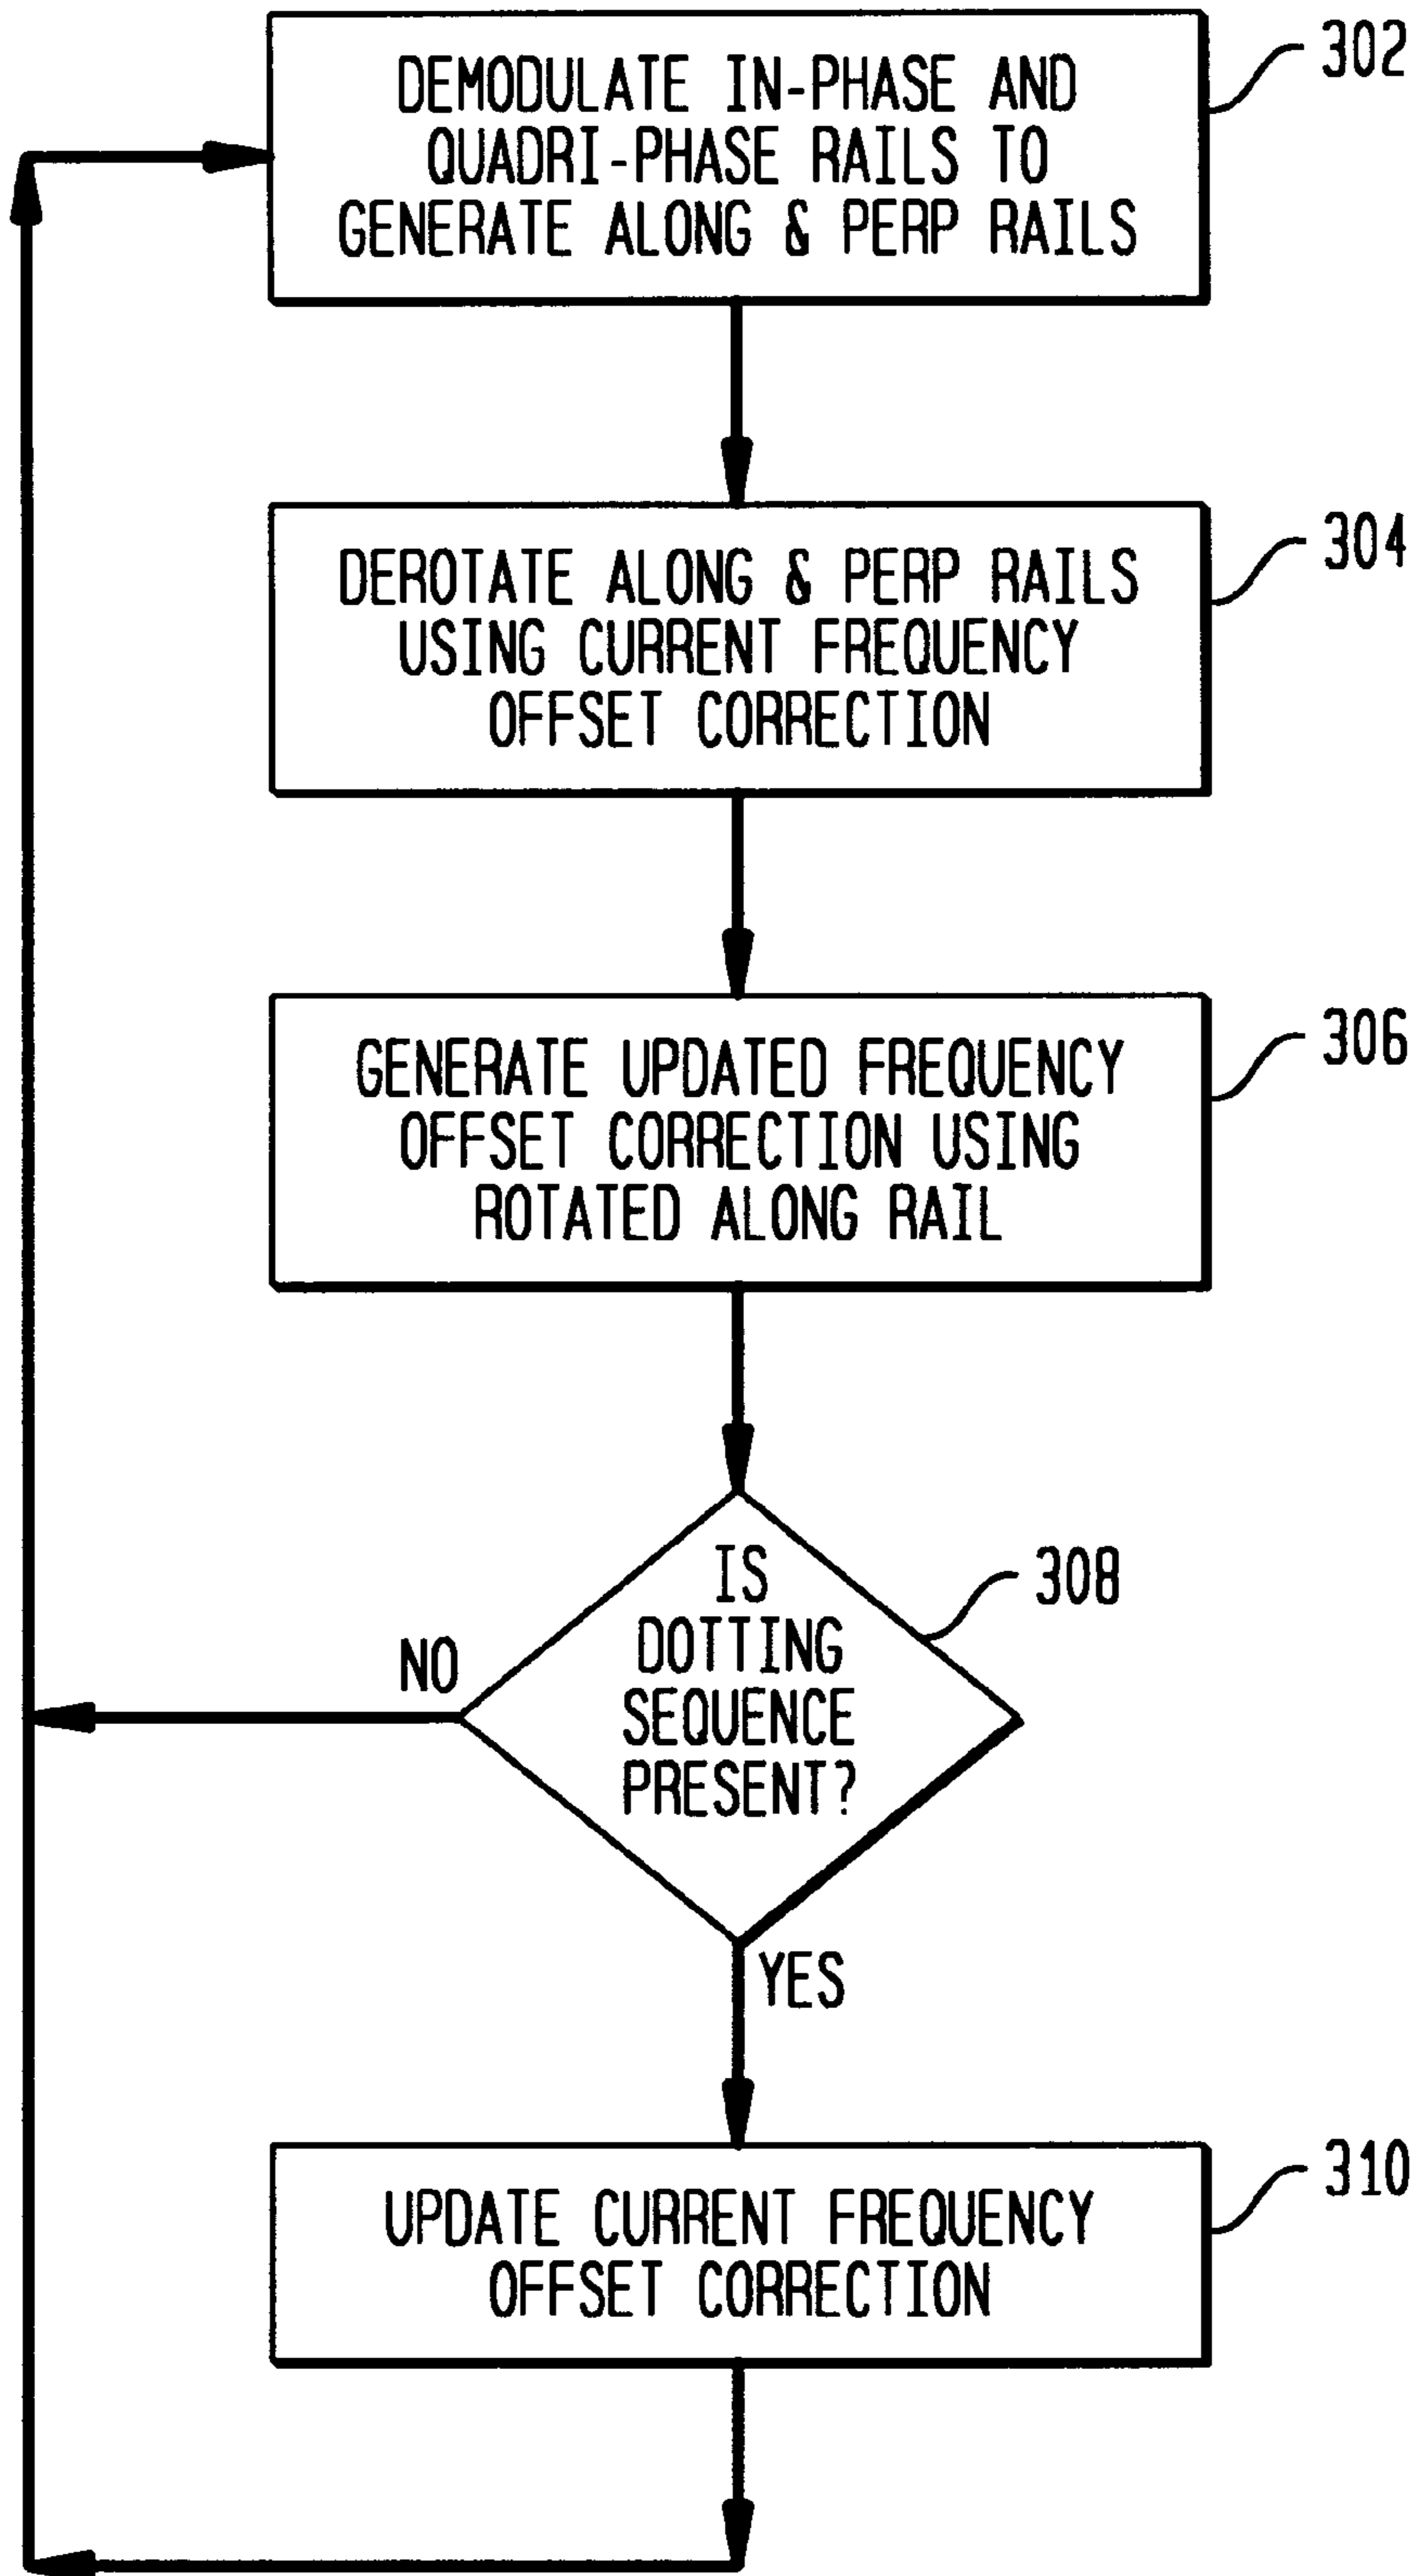 302
DEMODULATE IN-PHASE AND
QUADRI-PHASE RAILS TO
GENERATE ALONG & PERP RAILS
304
DEROTATE ALONG & PERP RAILS
USING CURRENT FREQUENCY
OFFSET CORRECTION
306
GENERATE UPDATED FREQUENCY
OFFSET CORRECTION USING
ROTATED ALONG RAIL
308
IS
DOTTING
SEQUENCE
PRESENT?
NO
YES
310
UPDATE CURRENT FREQUENCY
OFFSET CORRECTION